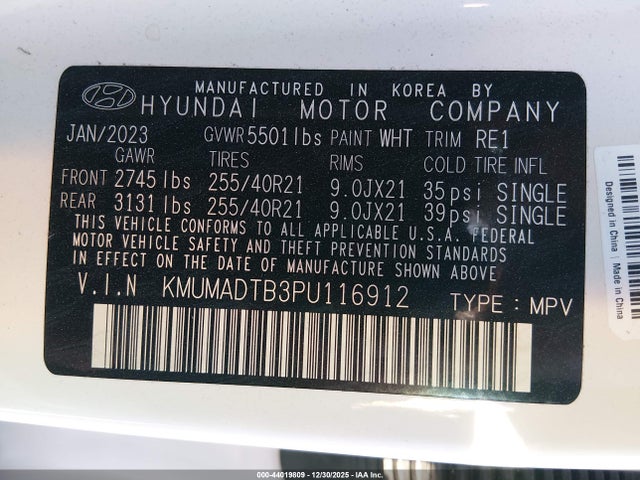 MANUFACTURED IN KOREA BY
HYUNDAI MOTOR COMPANY
JAN/2023 GVWR 5501lbs PAINT WHT TRIM RE1
GAWR TIRES RIMS COLD TIRE INFL
FRONT 2745lbs 255/40R21 9.0JX21 35psi SINGLE
REAR 3131lbs 255/40R21 9.0JX21 39psi SINGLE
THIS VEHICLE CONFORMS TO ALL APPLICABLE U.S.A. FEDERAL
MOTOR VEHICLE SAFETY AND THEFT PREVENTION STANDARDS
IN EFFECT ON THE DATE OF MANUFACTURE SHOWN ABOVE.
V.I.N KMUMADTB3PU116912 TYPE : MPV
Designed in China | Made in China
000-44019809 - 12/30/2025 - IAAI.COM